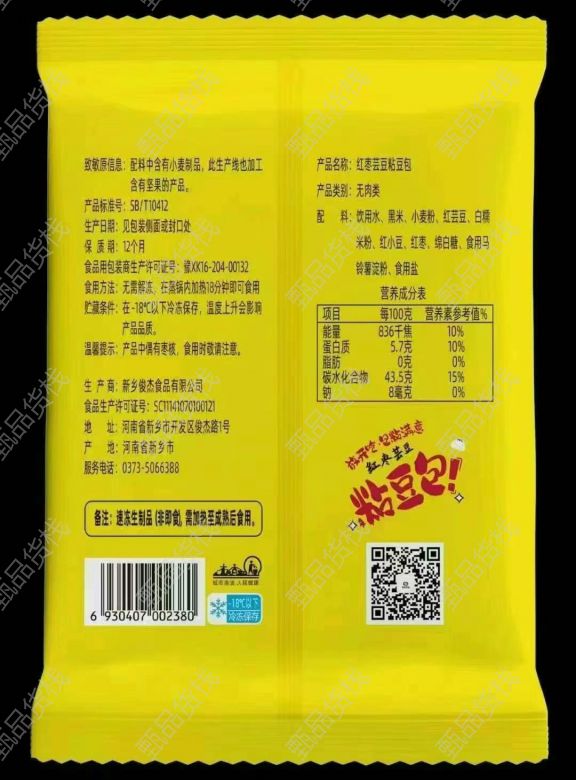 致敏原信息：配料中含有小麦制品，此生产线也加工
含有坚果的产品。
产品标准号：SB/T10412
生产日期：见包装侧面或封口处
保 质 期：12个月
食品用包装商生产许可证号：豫XK16-204-00132
食用方法：无需解冻，在蒸锅内加热18分钟即可食用
贮藏条件：在-18℃以下冷冻保存，温度上升会影响
产品品质。
温馨提示：产品中偶有枣核，食用时敬请注意。
生 产 商：新乡俊杰食品有限公司
食品生产许可证号：SC11141070100121
地 址：河南省新乡市开发区俊杰路1号
产 地：河南省新乡市
服务电话：0373-5066388
备注：速冻生制品(非即食)，需加热至成熟后食用。
6 930407 002380
-18℃以下
冷冻保存
产品名称：红枣芸豆粘豆包
产品类别：无肉类
配 料：饮用水、黑米、小麦粉、红芸豆、白糯
米粉、红小豆、红枣、绵白糖、食用马
铃薯淀粉、食用盐
营养成分表
项目 每100克 营养素参考值%
能量 836千焦 10%
蛋白质 5.7克 10%
脂肪 0克 0%
碳水化合物 43.5克 15%
钠 8毫克 0%
红枣芸豆
粘豆包!
甄品货栈